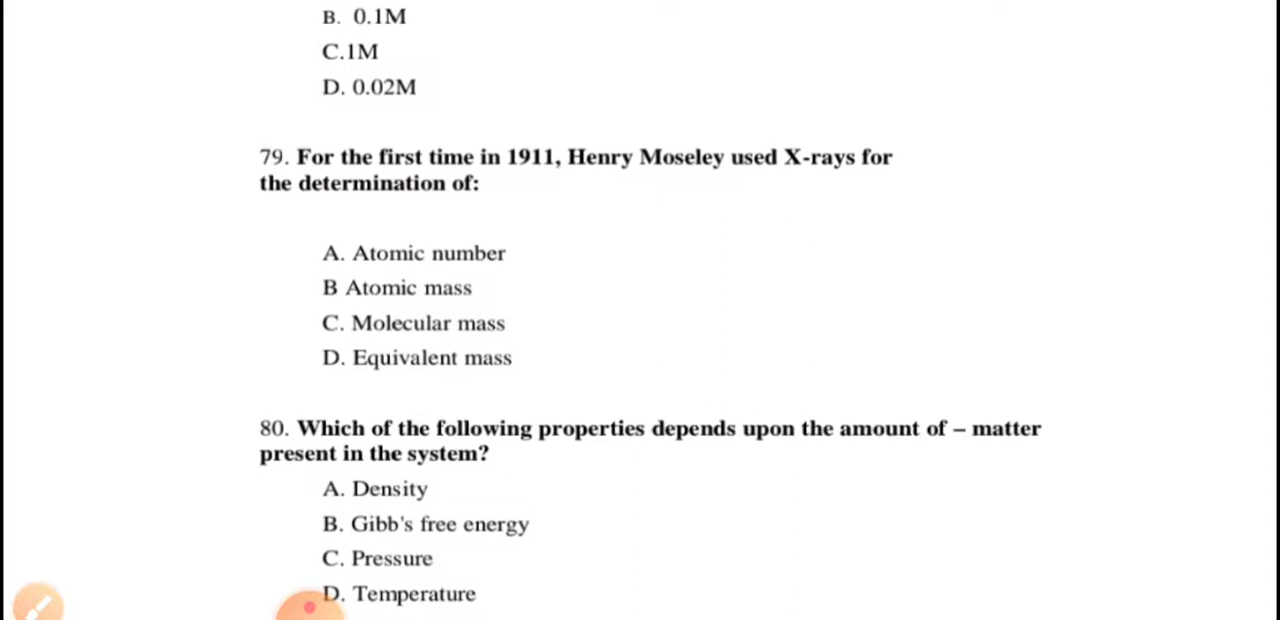 B. 0.1M
C.1M
D. 0.02M
79. For the first time in 1911, Henry Moseley used X-rays for
the determination of:
A. Atomic number
B Atomic mass
C. Molecular mass
D. Equivalent mass
80. Which of the following properties depends upon the amount of – matter
present in the system?
A. Density
B. Gibb's free energy
C. Pressure
D. Temperature